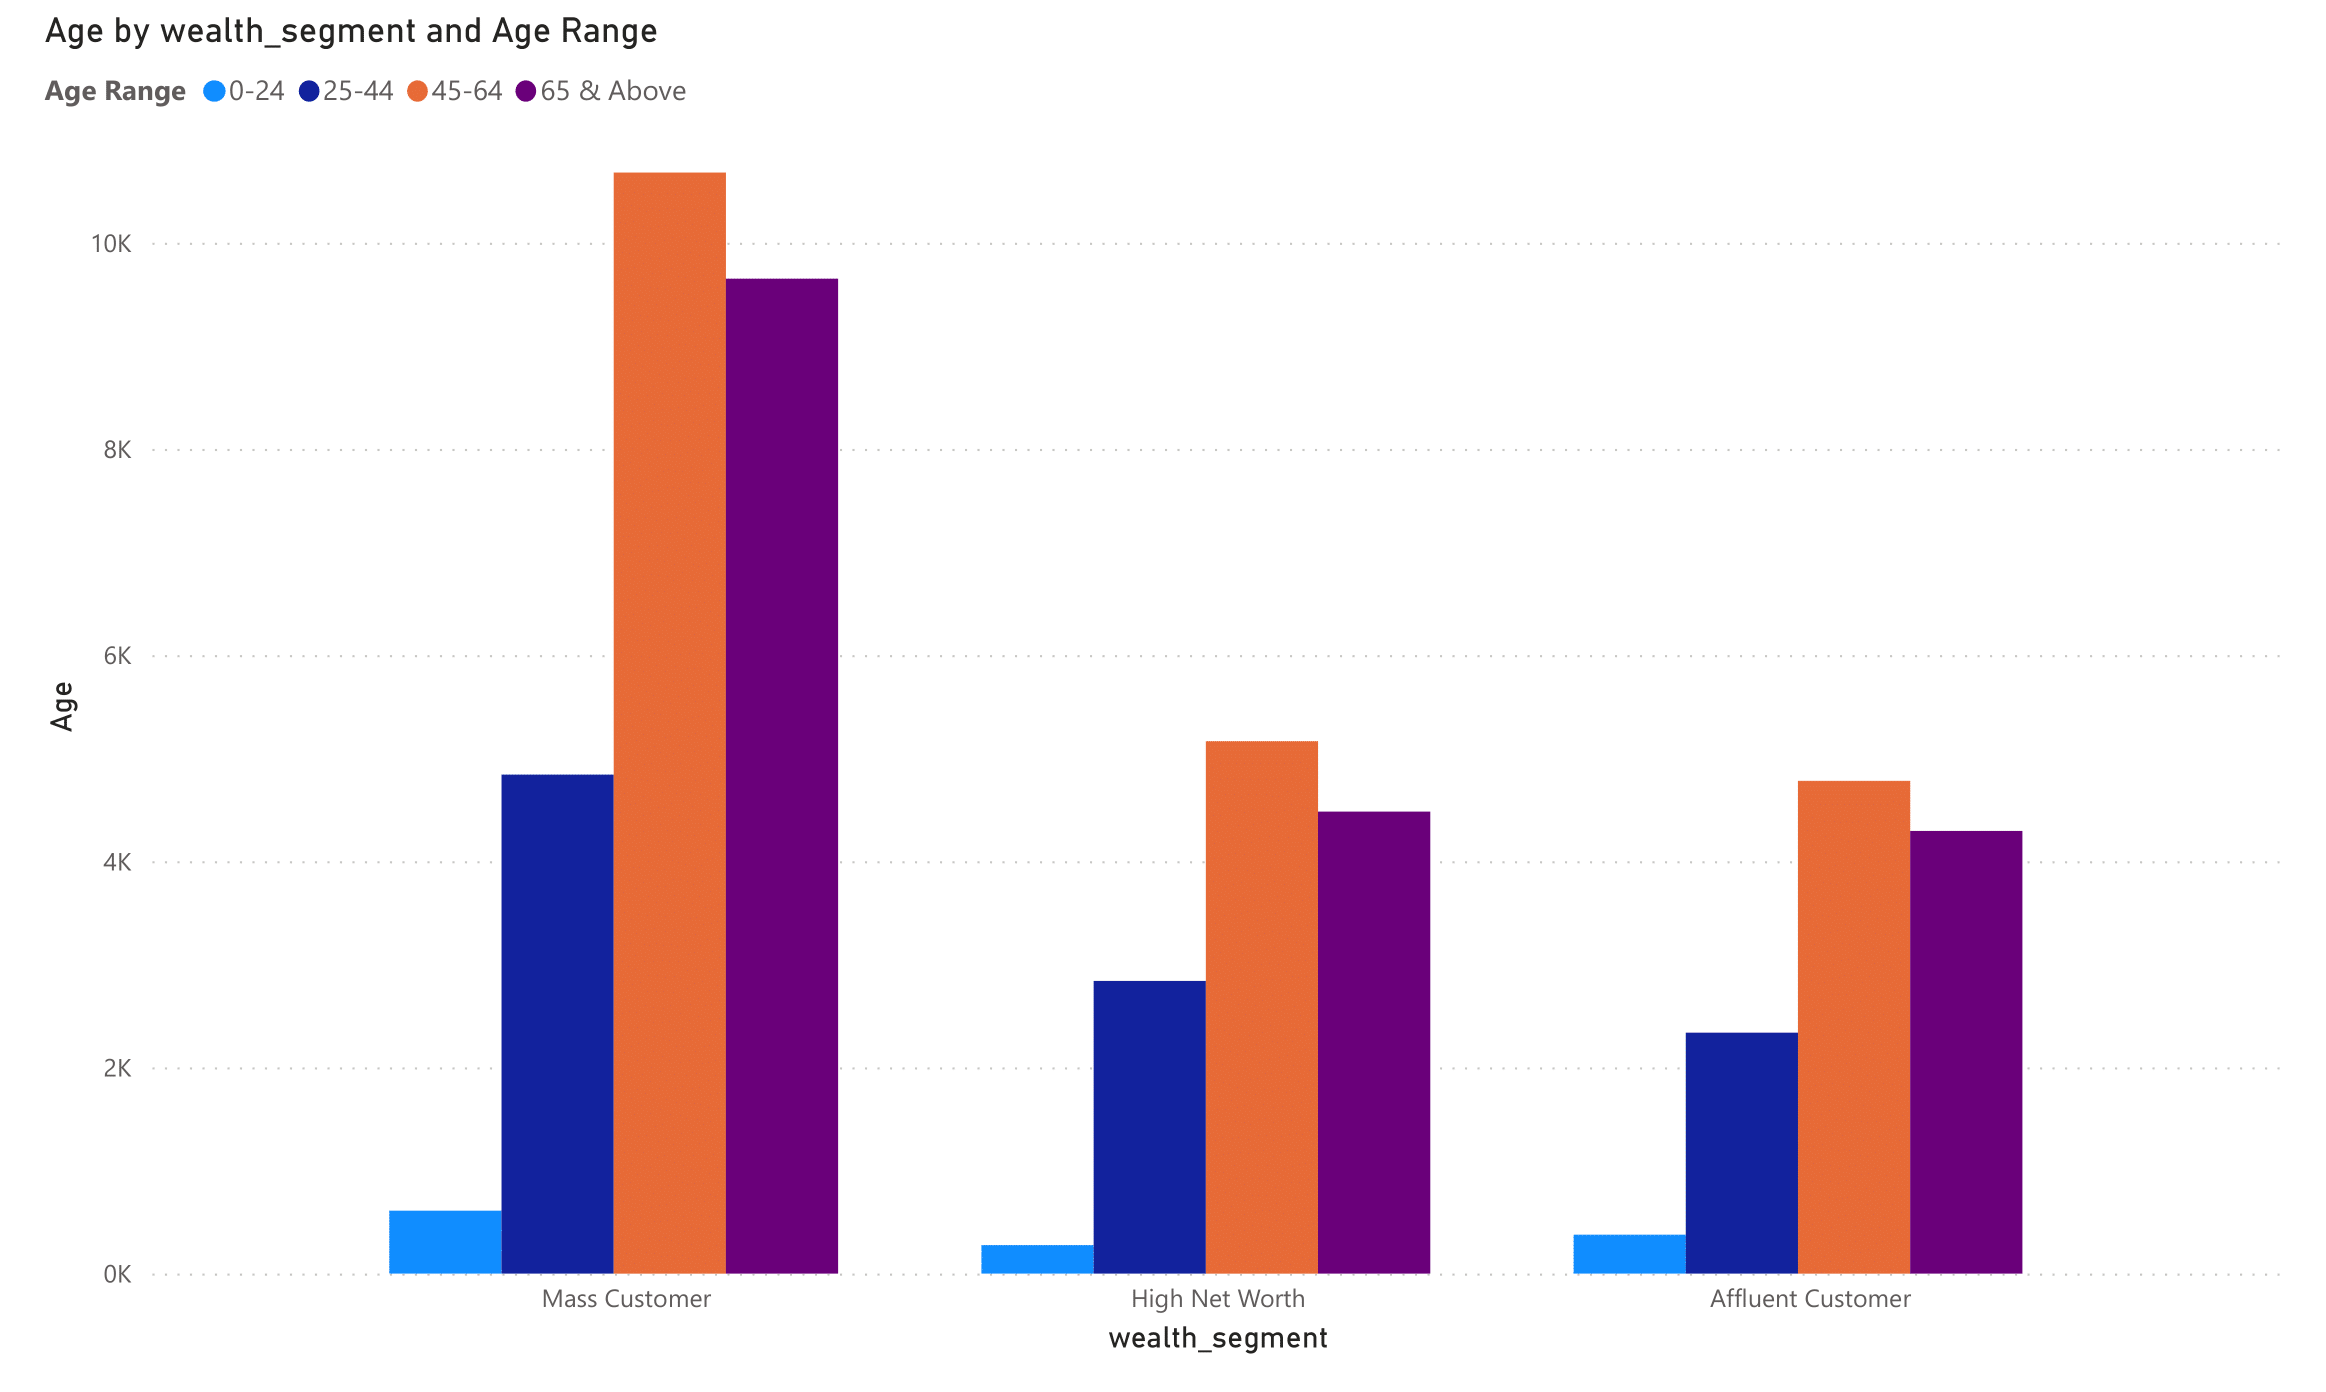 Age by wealth_segment and Age Range
Age Range 0-24 25-44 45-64 65 & Above
10K
8K
6K
4K
2K
0K
Age
Mass Customer High Net Worth Affluent Customer
wealth_segment